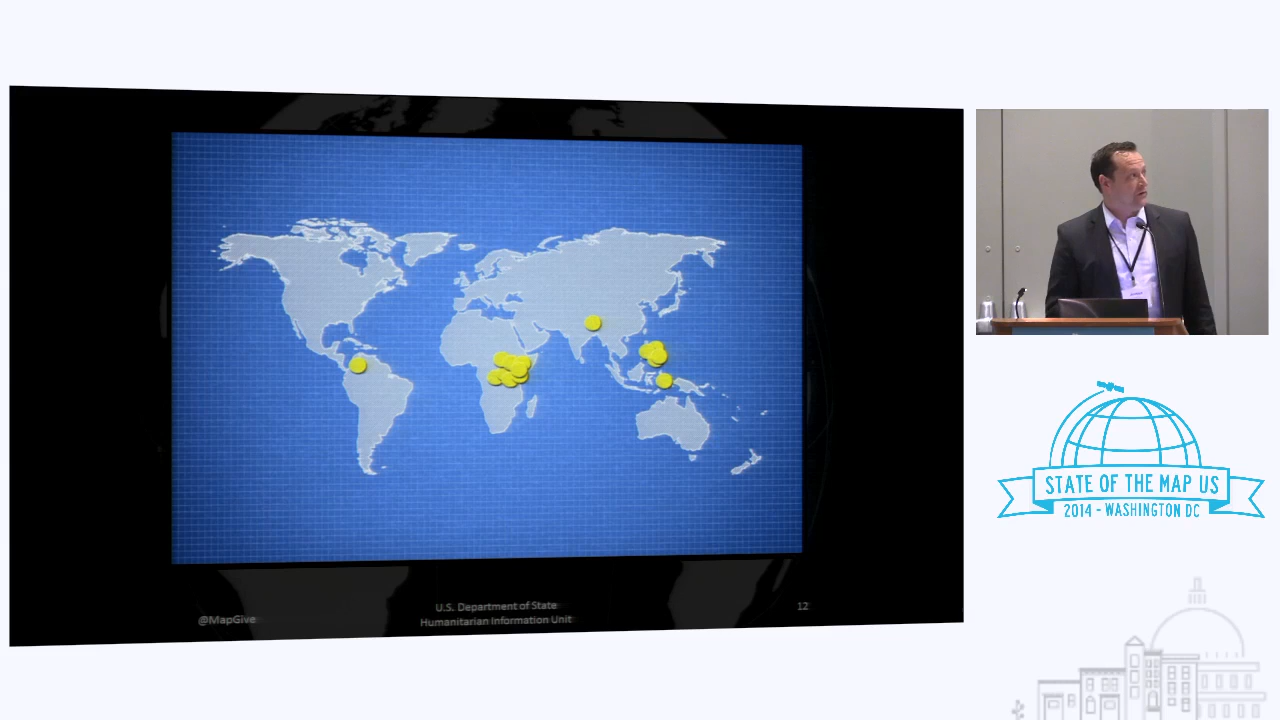 @MapGive
U.S. Department of State
Humanitarian Information Unit
12
STATE OF THE MAP US
2014 - WASHINGTON DC